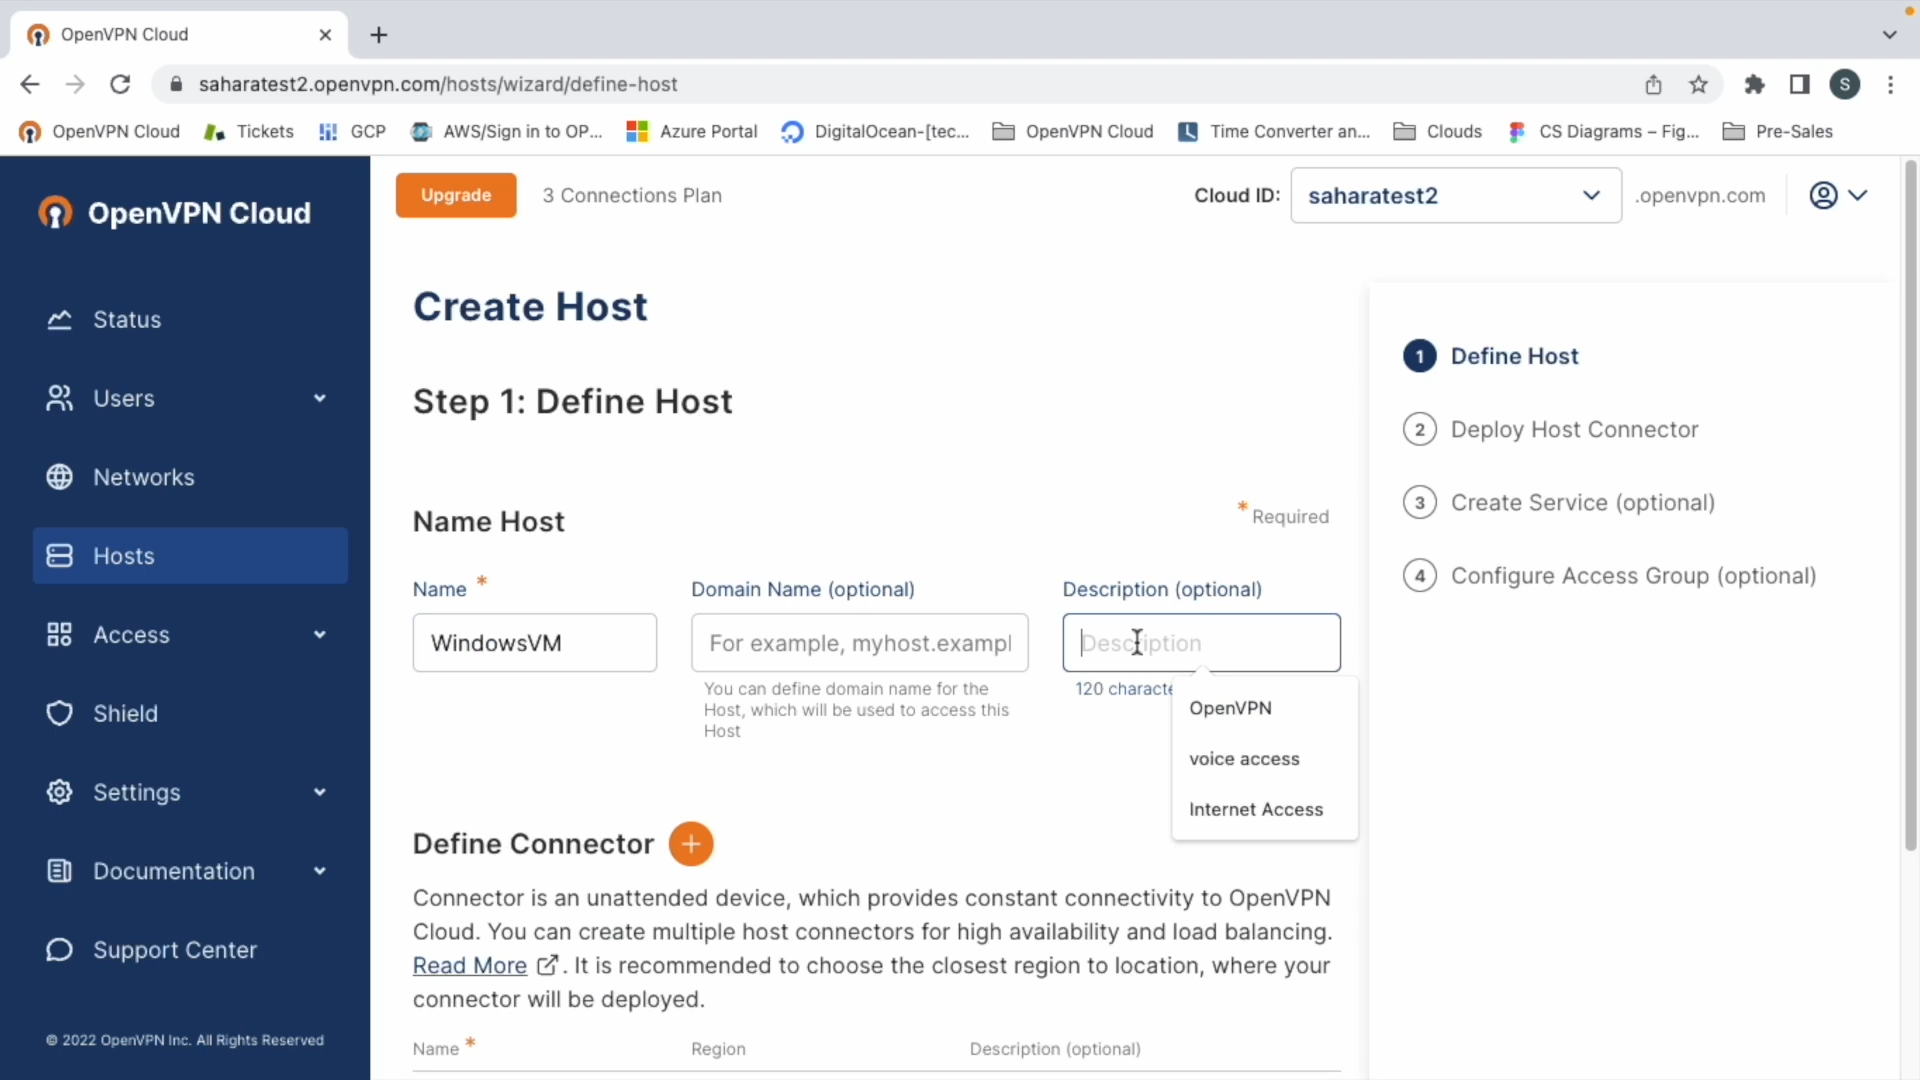 OpenVPN Cloud
saharatest2.openvpn.com/hosts/wizard/define-host
S
OpenVPN Cloud
Tickets
GCP
AWS/Sign in to OP...
Azure Portal
DigitalOcean-[tec...
OpenVPN Cloud
Time Converter an...
Clouds
CS Diagrams – Fig...
Pre-Sales
OpenVPN Cloud
Status
Users
Networks
Hosts
Access
Shield
Settings
Documentation
Support Center
© 2022 OpenVPN Inc. All Rights Reserved
Upgrade
3 Connections Plan
Cloud ID:
saharatest2
.openvpn.com
Create Host
Step 1: Define Host
Name Host
* Required
Name *
WindowsVM
Domain Name (optional)
For example, myhost.exampl
You can define domain name for the
Host, which will be used to access this
Host
Description (optional)
Description
120 characte
OpenVPN
voice access
Internet Access
Define Connector
Connector is an unattended device, which provides constant connectivity to OpenVPN
Cloud. You can create multiple host connectors for high availability and load balancing.
Read More . It is recommended to choose the closest region to location, where your
connector will be deployed.
Name *
Region
Description (optional)
1 Define Host
2 Deploy Host Connector
3 Create Service (optional)
4 Configure Access Group (optional)